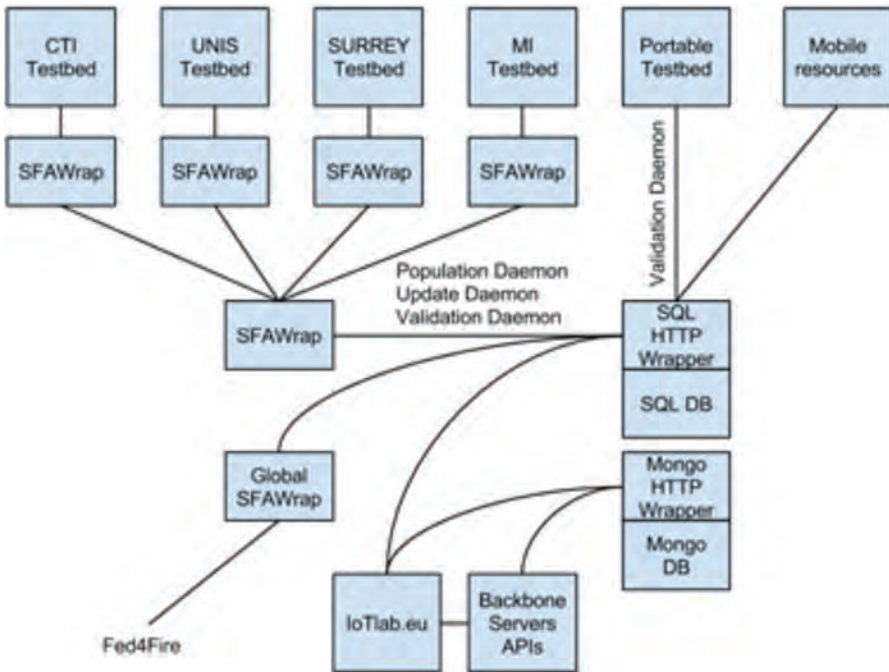 CTI
Testbed
UNIS
Testbed
SURREY
Testbed
MI
Testbed
Portable
Testbed
Mobile
resources
SFAWrap
SFAWrap
SFAWrap
SFAWrap
Validation Daemon
Population Daemon
Update Daemon
Validation Daemon
SFAWrap
SQL
HTTP
Wrapper
SQL DB
Global
SFAWrap
Mongo
HTTP
Wrapper
Mongo
DB
IoTlab.eu
Backbone
Servers
APIs
Fed4Fire